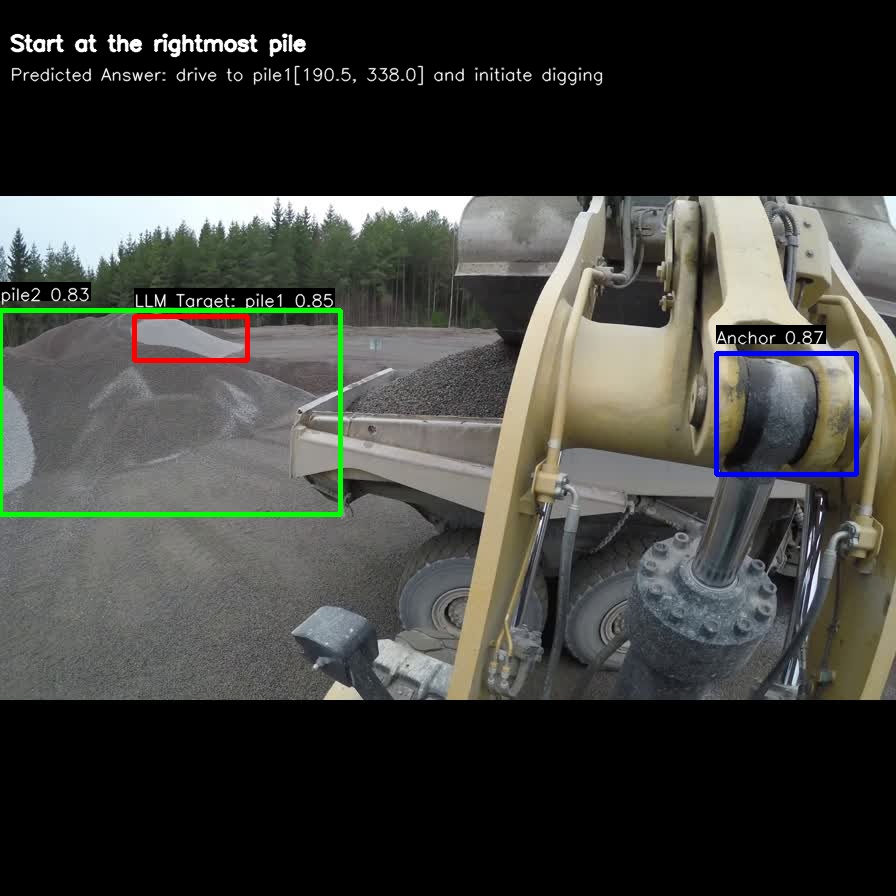 Start at the rightmost pile
Predicted Answer: drive to pile1[190.5, 338.0] and initiate digging
pile2 0.83
LLM Target: pile1 0.85
Anchor 0.87